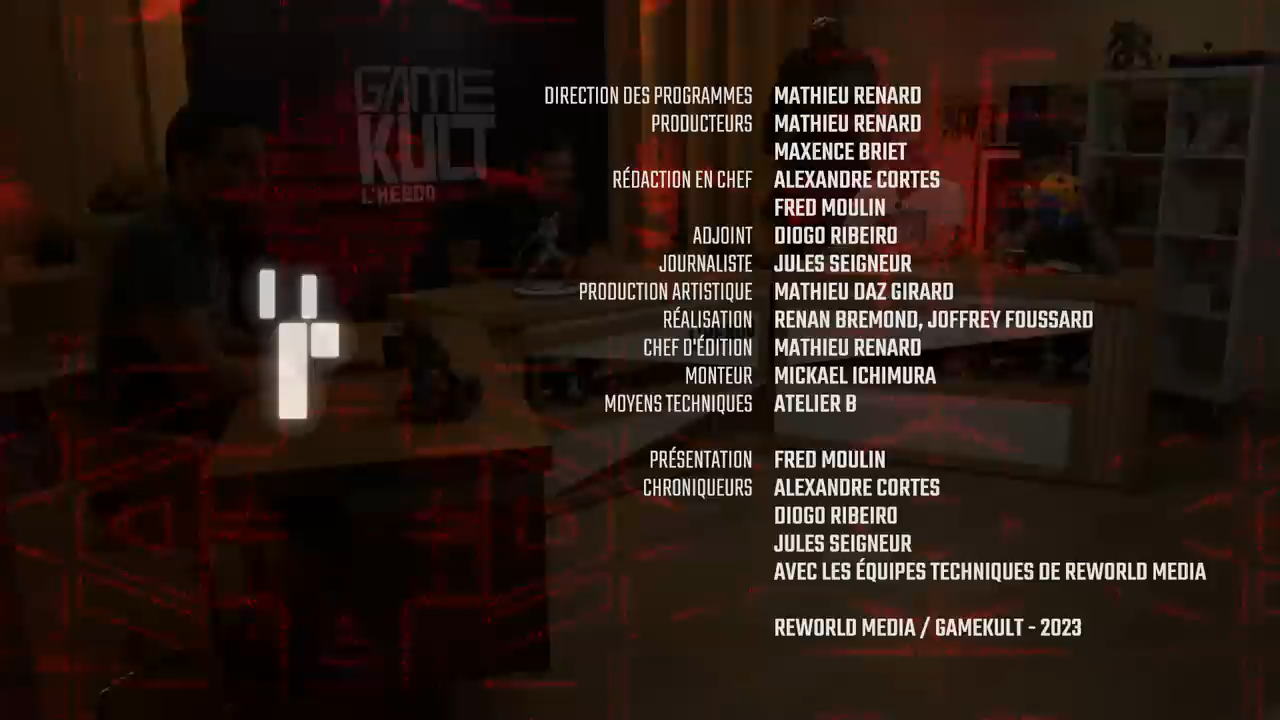 GAME
KULT
L'HEBDO
DIRECTION DES PROGRAMMES MATHIEU RENARD
PRODUCTEURS MATHIEU RENARD
MAXENCE BRIET
RÉDACTION EN CHEF ALEXANDRE CORTES
FRED MOULIN
ADJOINT DIOGO RIBEIRO
JOURNALISTE JULES SEIGNEUR
PRODUCTION ARTISTIQUE MATHIEU DAZ GIRARD
RÉALISATION RENAN BREMOND, JOFFREY FOUSSARD
CHEF D'ÉDITION MATHIEU RENARD
MONTEUR MICKAEL ICHIMURA
MOYENS TECHNIQUES ATELIER B
PRÉSENTATION FRED MOULIN
CHRONIQUEURS ALEXANDRE CORTES
DIOGO RIBEIRO
JULES SEIGNEUR
AVEC LES ÉQUIPES TECHNIQUES DE REWORLD MEDIA
REWORLD MEDIA / GAMEKULT - 2023